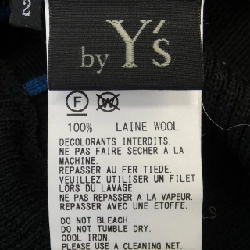 2
by Y's
F W
100% LAINE WOOL
DECOLORANTS INTERDITS.
NE PAS FAIRE SECHER A LA
MACHINE.
REPASSER AU FER TIEDE.
VEUILLEZ UTILISER UN FILET
LORS DU LAVAGE
NE PAS REPASSER A LA VAPEUR.
REPASSER AVEC UNE ETOFFE.
DO NOT BLEACH.
DO NOT TUMBLE DRY.
COOL IRON
PLEASE USE A CLEANING NET.